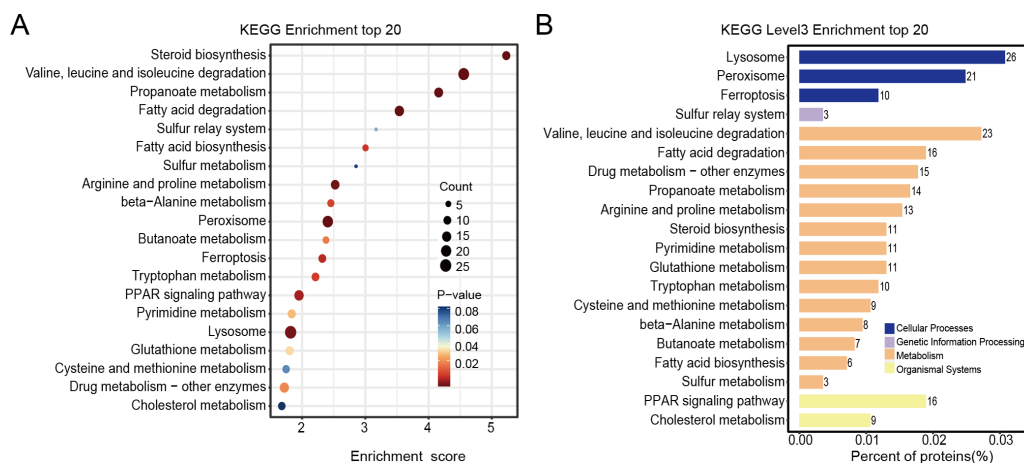 A
KEGG Enrichment top 20
Steroid biosynthesis
Valine, leucine and isoleucine degradation
Propanoate metabolism
Fatty acid degradation
Sulfur relay system
Fatty acid biosynthesis
Sulfur metabolism
Arginine and proline metabolism
beta−Alanine metabolism
Peroxisome
Butanoate metabolism
Ferroptosis
Tryptophan metabolism
PPAR signaling pathway
Pyrimidine metabolism
Lysosome
Glutathione metabolism
Cysteine and methionine metabolism
Drug metabolism − other enzymes
Cholesterol metabolism
Count
5
10
15
20
25
P−value
0.08
0.06
0.04
0.02
2 3 4 5
Enrichment score
B
KEGG Level3 Enrichment top 20
Lysosome 26
Peroxisome 21
Ferroptosis 10
Sulfur relay system 3
Valine, leucine and isoleucine degradation 23
Fatty acid degradation 16
Drug metabolism − other enzymes 15
Propanoate metabolism 14
Arginine and proline metabolism 13
Steroid biosynthesis 11
Pyrimidine metabolism 11
Glutathione metabolism 11
Tryptophan metabolism 10
Cysteine and methionine metabolism 9
beta−Alanine metabolism 8
Butanoate metabolism 7
Fatty acid biosynthesis 6
Sulfur metabolism 3
PPAR signaling pathway 16
Cholesterol metabolism 9
Cellular Processes
Genetic Information Processing
Metabolism
Organismal Systems
0.00 0.01 0.02 0.03
Percent of proteins(%)